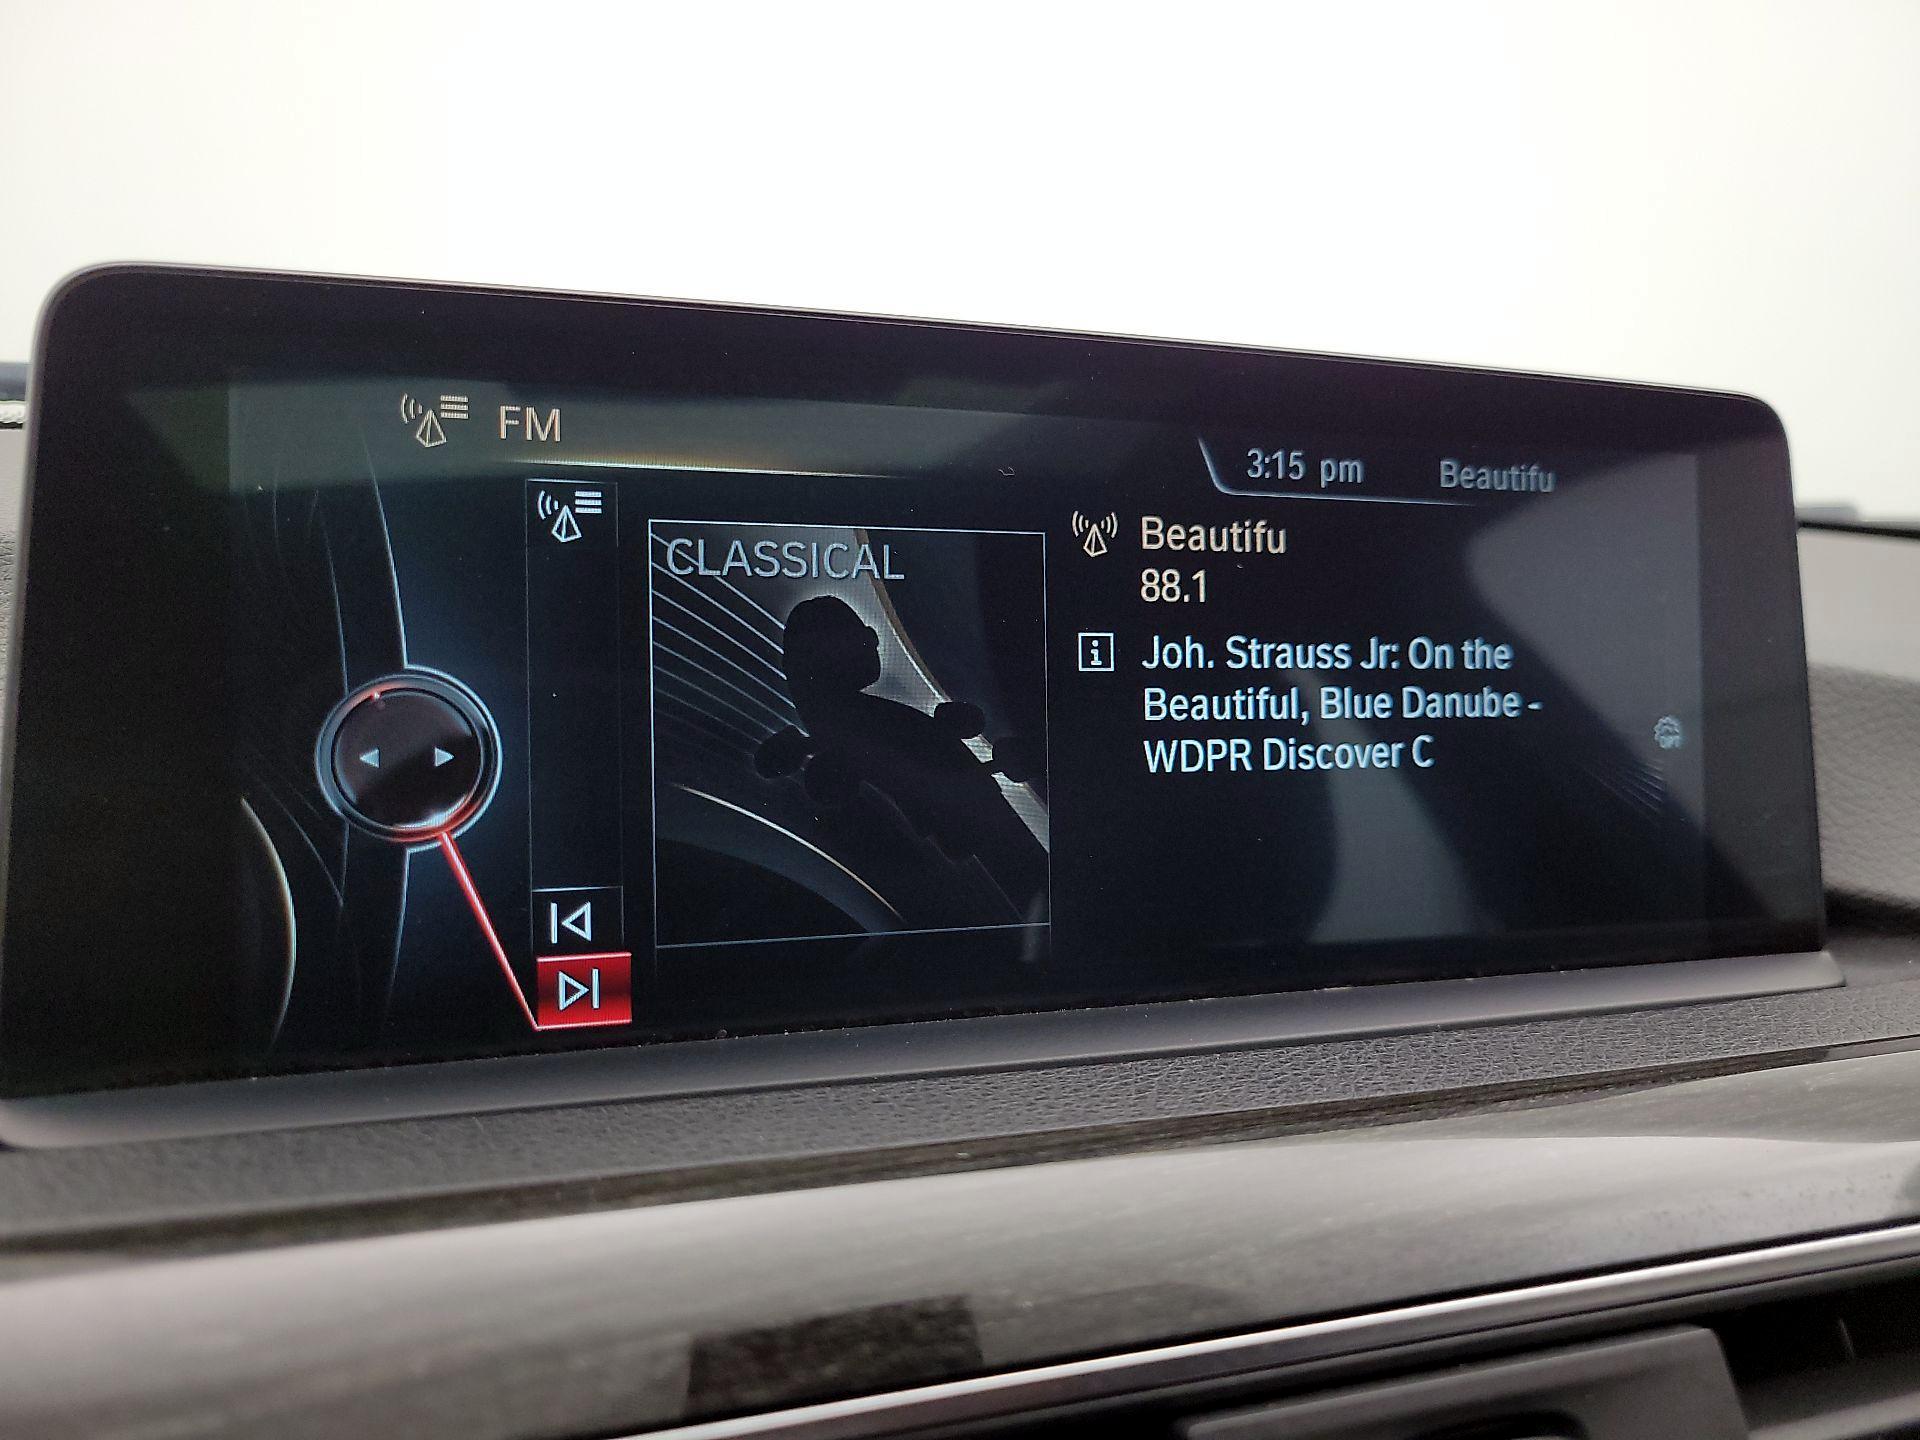 FM
3:15 pm Beautifu
CLASSICAL
Beautifu
88.1
Joh. Strauss Jr: On the
Beautiful, Blue Danube -
WDPR Discover C
OPT